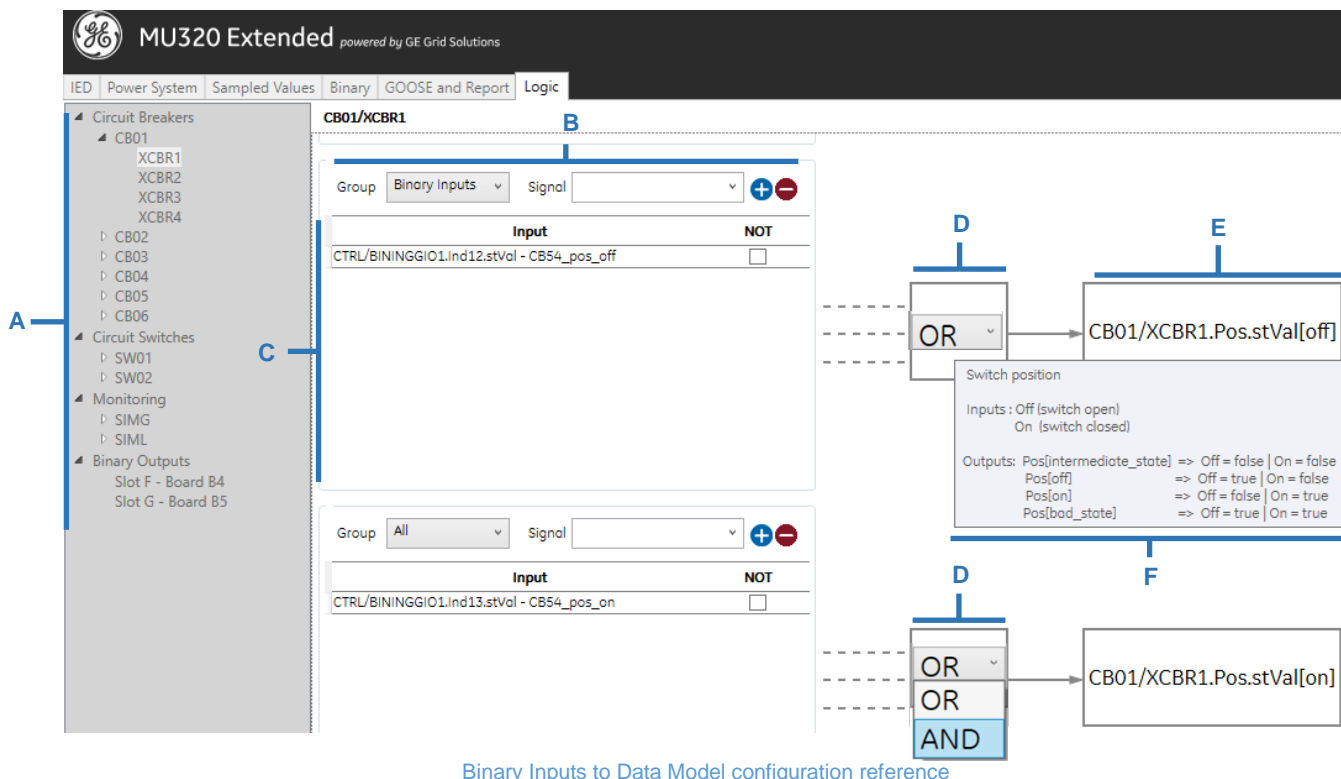 MU320 Extended powered by GE Grid Solutions
IED Power System Sampled Values Binary GOOSE and Report Logic
Circuit Breakers
CB01
XCBR1
XCBR2
XCBR3
XCBR4
CB02
CB03
CB04
CB05
CB06
Circuit Switches
SW01
SW02
Monitoring
SIMG
SIML
Binary Outputs
Slot F - Board B4
Slot G - Board B5
A
CB01/XCBR1
B
Group Binary Inputs Signal
Input NOT
CTRL/BININGGIO1.Ind12.stVal - CB54_pos_off
C
D
E
OR
CB01/XCBR1.Pos.stVal[off]
Switch position
Inputs : Off (switch open)
On (switch closed)
Outputs: Pos[intermediate_state] => Off = false | On = false
Pos[off] => Off = true | On = false
Pos[on] => Off = false | On = true
Pos[bad_state] => Off = true | On = true
F
Group All Signal
Input NOT
CTRL/BININGGIO1.Ind13.stVal - CB54_pos_on
D
OR
OR
AND
CB01/XCBR1.Pos.stVal[on]
Binary Inputs to Data Model configuration reference